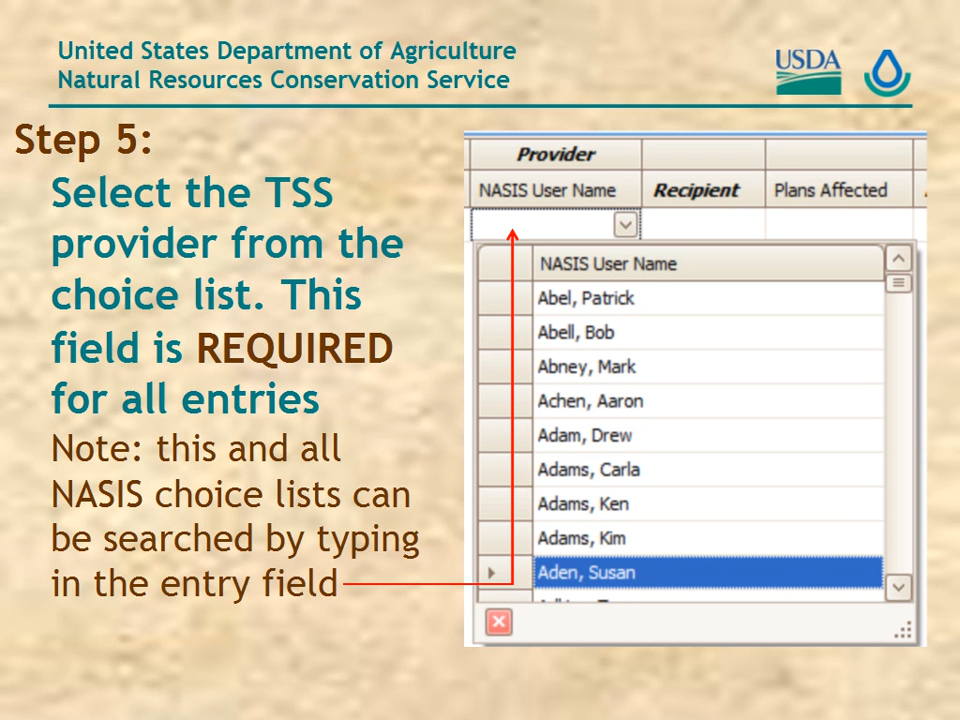 United States Department of Agriculture
Natural Resources Conservation Service
USDA
Step 5:
Select the TSS
provider from the
choice list. This
field is REQUIRED
for all entries
Note: this and all
NASIS choice lists can
be searched by typing
in the entry field
Provider
NASIS User Name Recipient Plans Affected
NASIS User Name
Abel, Patrick
Abell, Bob
Abney, Mark
Achen, Aaron
Adam, Drew
Adams, Carla
Adams, Ken
Adams, Kim
Aden, Susan